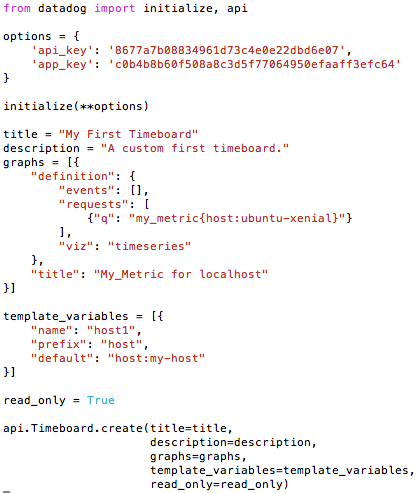 from datadog import initialize, api
options = {
'api_key': '8677a7b08834961d73c4e0e22dbd6e07',
'app_key': 'c0b4b8b60f508a8c3d5f77064950efaaff3efc64'
}
initialize(**options)
title = "My First Timeboard"
description = "A custom first timeboard."
graphs = [{
"definition": {
"events": [],
"requests": [
{"q": "my_metric{host:ubuntu-xenial}"}
],
"viz": "timeseries"
},
"title": "My_Metric for localhost"
}]
template_variables = [{
"name": "host1",
"prefix": "host",
"default": "host:my-host"
}]
read_only = True
api.Timeboard.create(title=title,
description=description,
graphs=graphs,
template_variables=template_variables,
read_only=read_only)